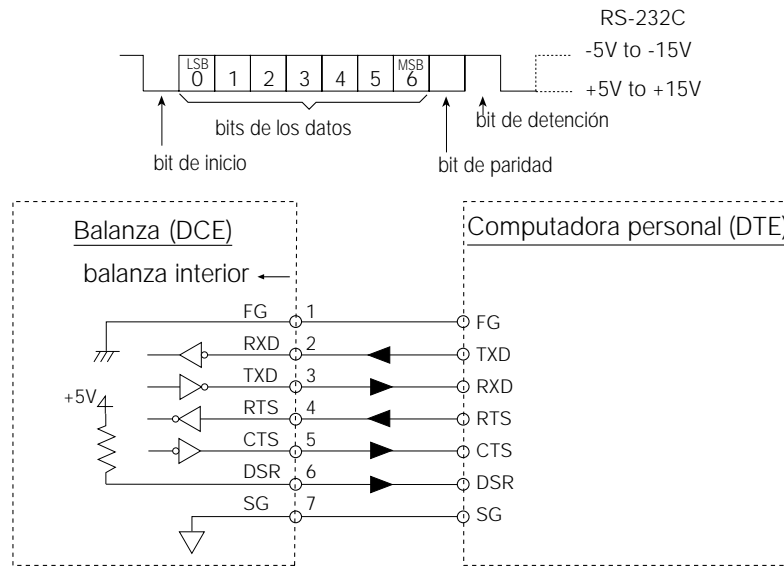 RS-232C
-5V to -15V
LSB MSB
0 1 2 3 4 5 6
+5V to +15V
bits de los datos
bit de detención
bit de inicio
bit de paridad
Balanza (DCE)
Computadora personal (DTE)
balanza interior
FG 1 FG
RXD 2 TXD
TXD 3 RXD
+5V
RTS 4 RTS
CTS 5 CTS
DSR 6 DSR
SG 7 SG